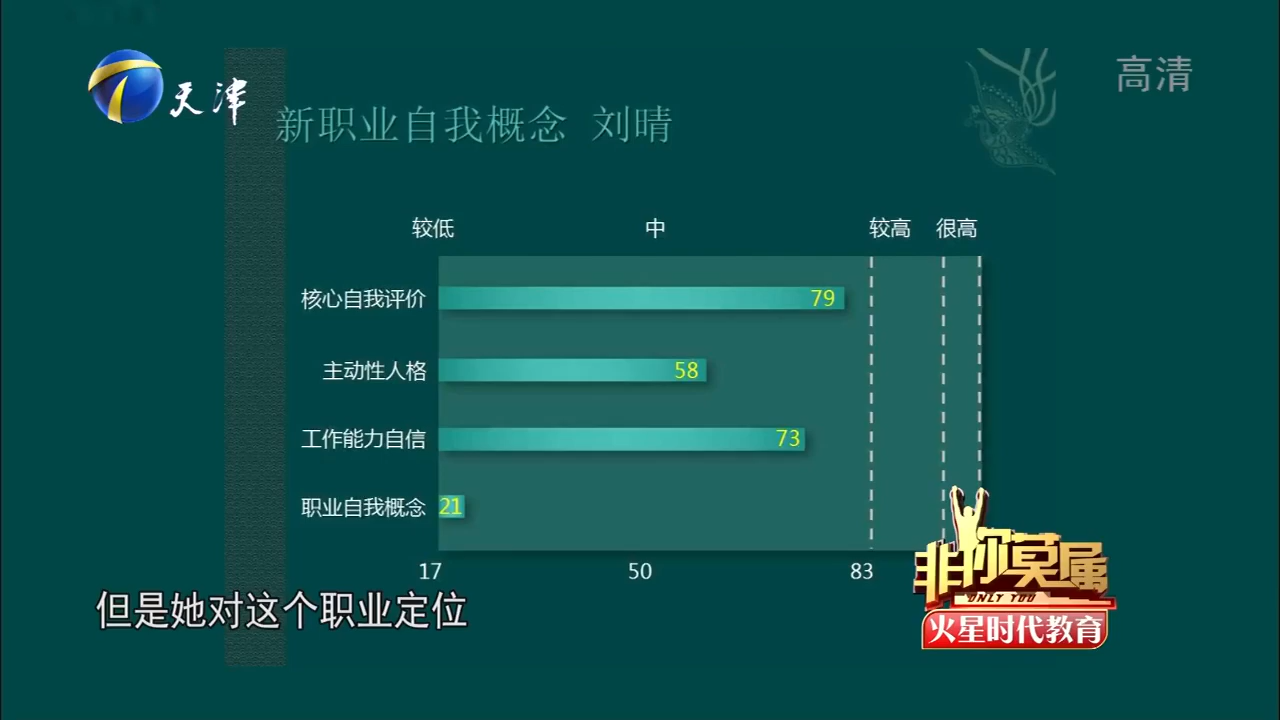 天津
高清
新职业自我概念 刘晴
较低 中 较高 很高
核心自我评价 79
主动性人格 58
工作能力自信 73
职业自我概念 21
17 50 83
但是她对这个职业定位
非你莫属
ONLY YOU
火星时代教育